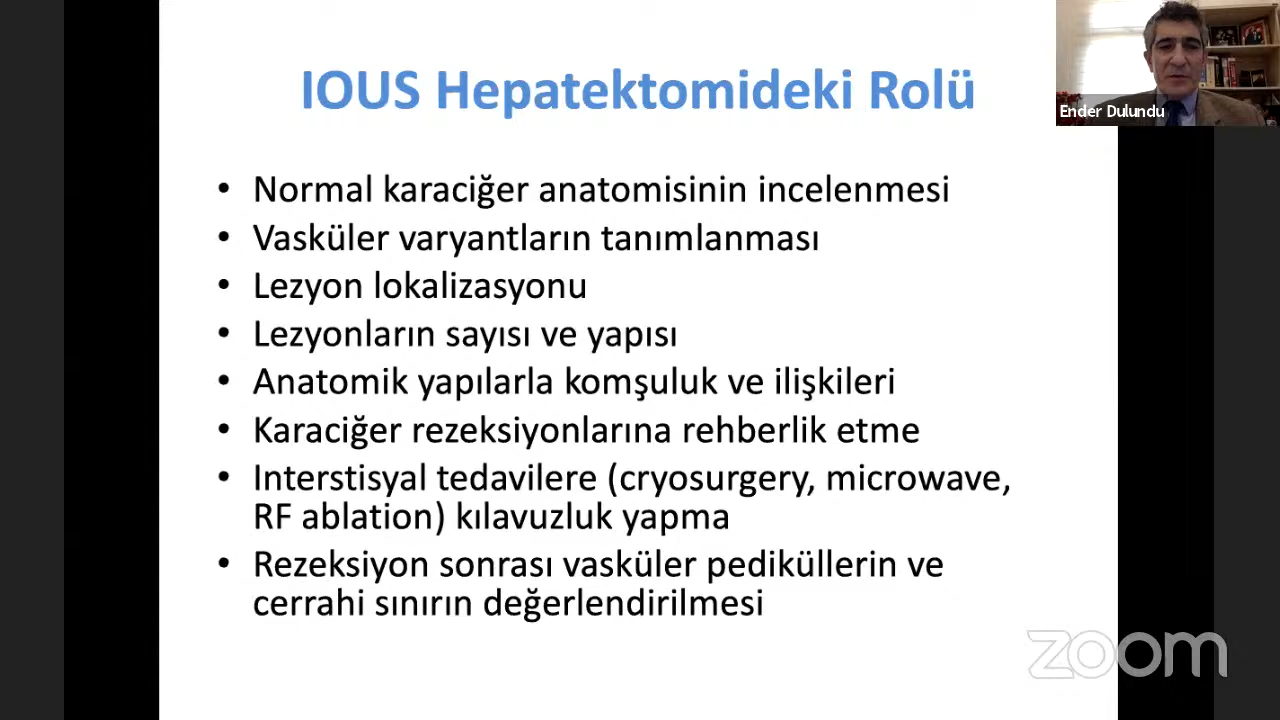 IOUS Hepatektomideki Rolü
Ender Dulundu
• Normal karaciğer anatomisinin incelenmesi
• Vasküler varyantların tanımlanması
• Lezyon lokalizasyonu
• Lezyonların sayısı ve yapısı
• Anatomik yapılarla komşuluk ve ilişkileri
• Karaciğer rezeksiyonlarına rehberlik etme
• Interstisyal tedavilere (cryosurgery, microwave,
RF ablation) kılavuzluk yapma
• Rezeksiyon sonrası vasküler pediküllerin ve
cerrahi sınırın değerlendirilmesi
zoom